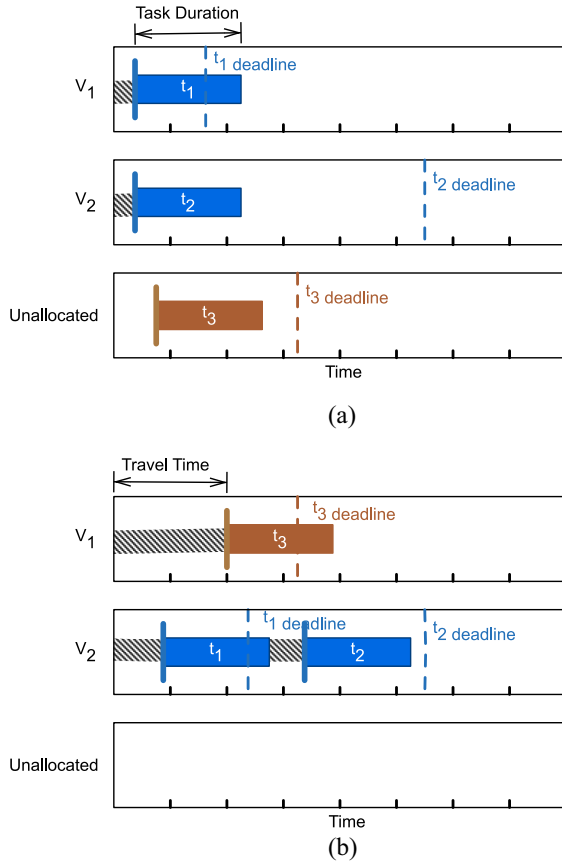 Task Duration
V1
t1
t1 deadline
V2
t2
t2 deadline
Unallocated
t3
t3 deadline
Time
(a)
Travel Time
V1
t3
t3 deadline
V2
t1
t1 deadline
t2
t2 deadline
Unallocated
Time
(b)